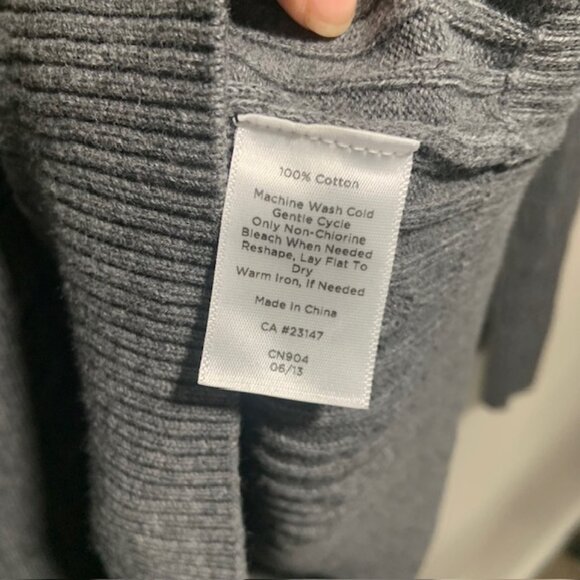 100% Cotton
Machine Wash Cold
Gentle Cycle
Only Non-Chlorine
Bleach When Needed
Reshape, Lay Flat To
Dry
Warm Iron, If Needed
Made in China
CA #23147
CN904
06/13